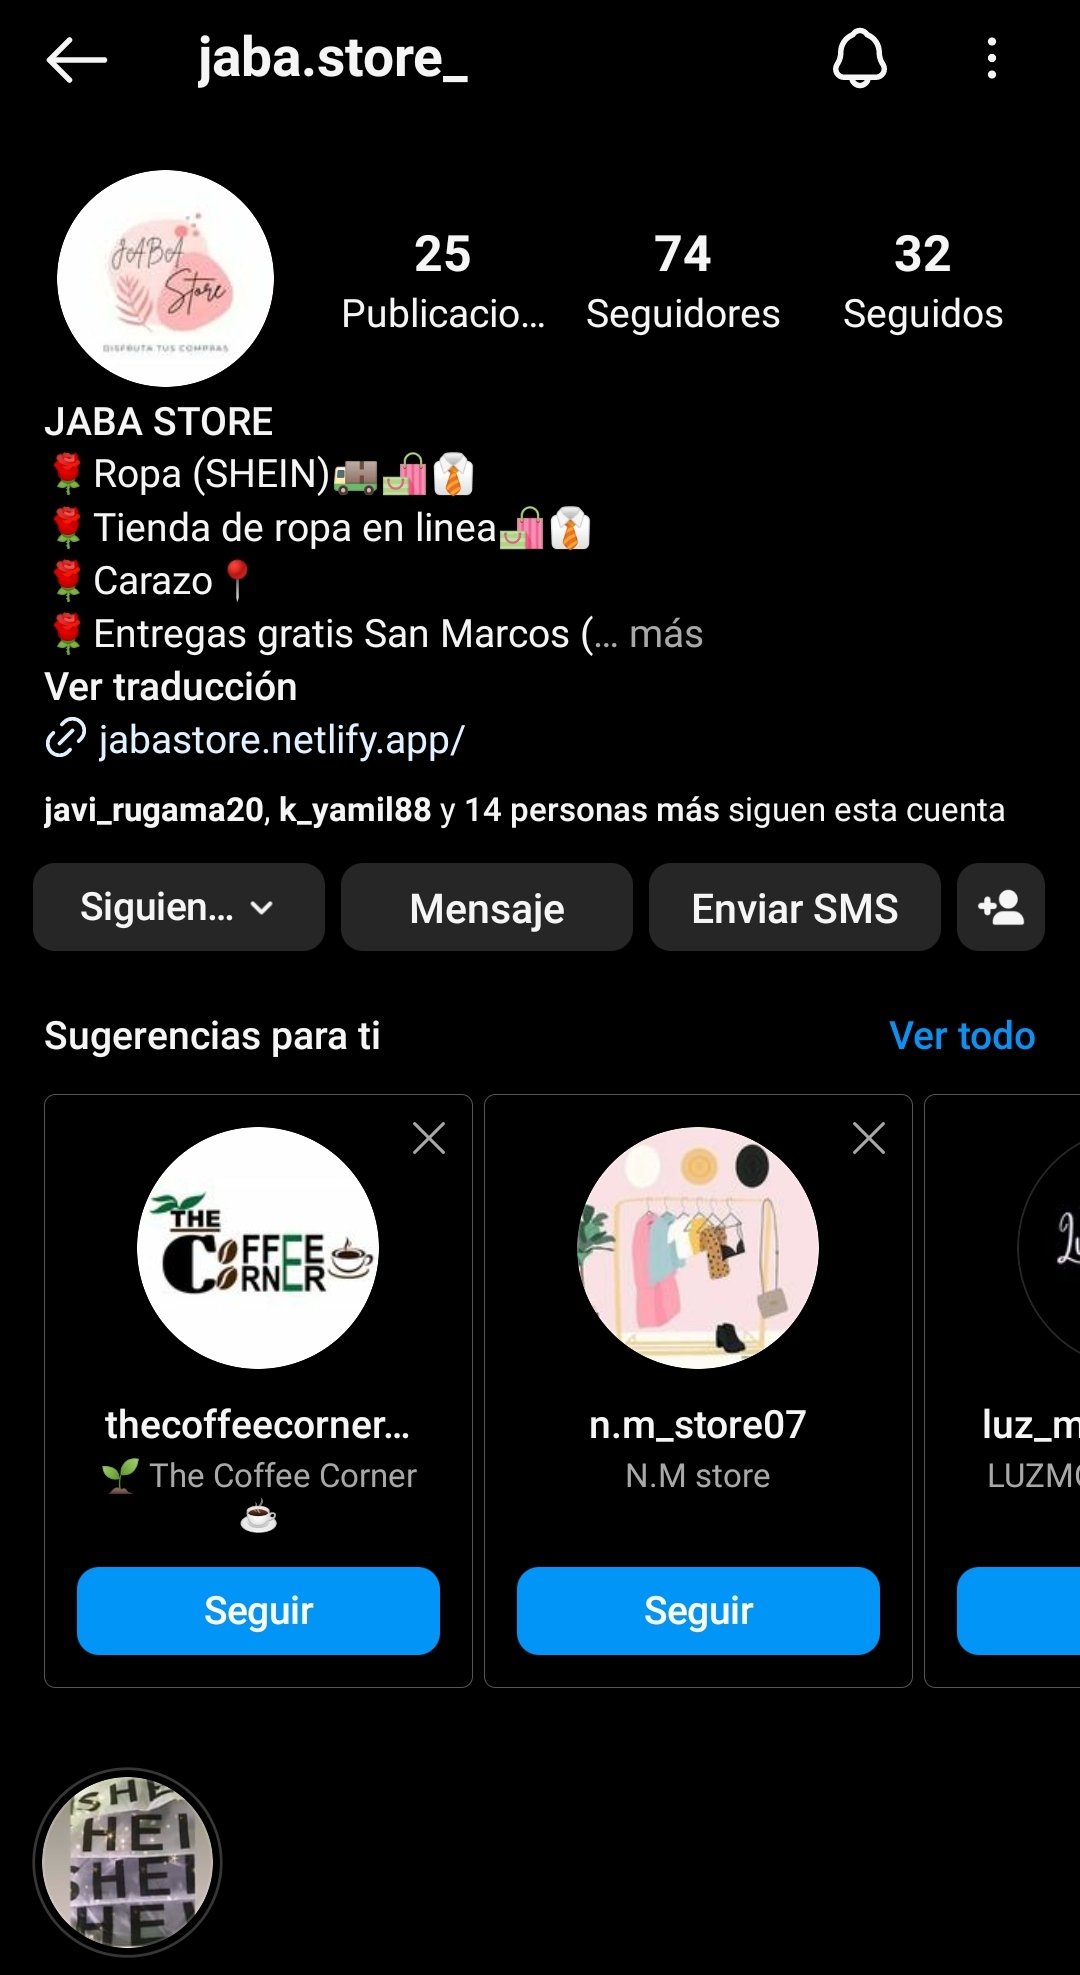 jaba.store_
JABA
Store
DISFRUTA TUS COMPRAS
25
Publicacio...
74
Seguidores
32
Seguidos
JABA STORE
🌹Ropa (SHEIN)🚚🛍️👔
🌹Tienda de ropa en linea🛍️👔
🌹Carazo📍
🌹Entregas gratis San Marcos (... más
Ver traducción
jabastore.netlify.app/
javi_rugama20, k_yamil88 y 14 personas más siguen esta cuenta
Siguien...
Mensaje
Enviar SMS
Sugerencias para ti
Ver todo
THE
COFFEE
CORNER
thecoffeecorner...
🌱 The Coffee Corner
☕
Seguir
n.m_store07
N.M store
Seguir
Lu
luz_m
LUZM
SHE
HEI
SHEI
HE